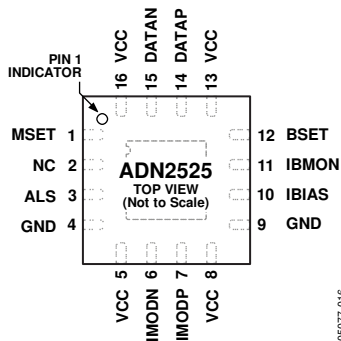 PIN 1
INDICATOR
16 VCC
15 DATAN
14 DATAP
13 VCC
MSET 1
NC 2
ALS 3
GND 4
ADN2525
TOP VIEW
(Not to Scale)
12 BSET
11 IBMON
10 IBIAS
9 GND
VCC 5
IMODN 6
IMODP 7
VCC 8
05077-016